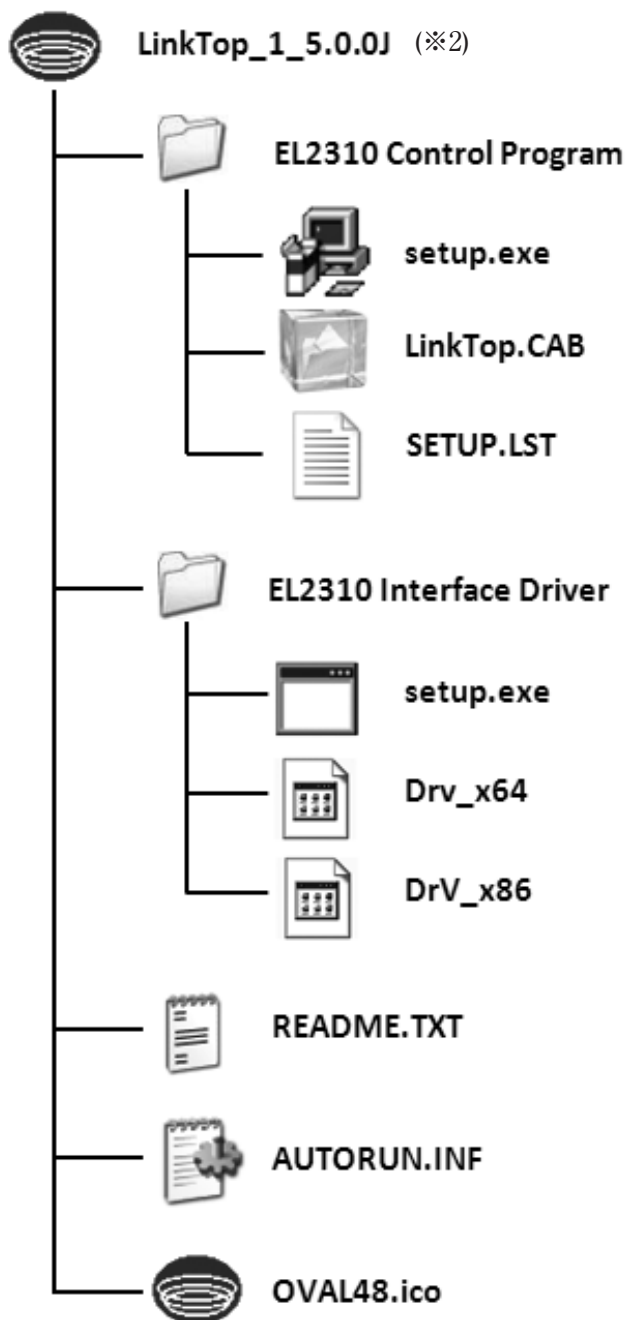 LinkTop_1_5.0.0J (※2)
EL2310 Control Program
setup.exe
LinkTop.CAB
SETUP.LST
EL2310 Interface Driver
setup.exe
Drv_x64
DrV_x86
README.TXT
AUTORUN.INF
OVAL48.ico